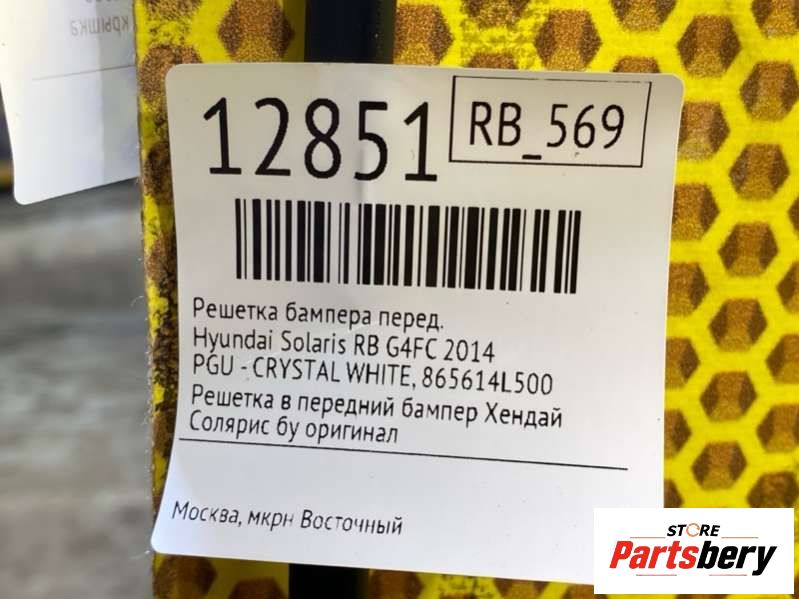 крышка
12851
RB_569
Решетка бампера перед.
Hyundai Solaris RB G4FC 2014
PGU - CRYSTAL WHITE, 865614L500
Решетка в передний бампер Хендай
Солярис бу оригинал
Москва, мкрн Восточный
STORE
Partsbery